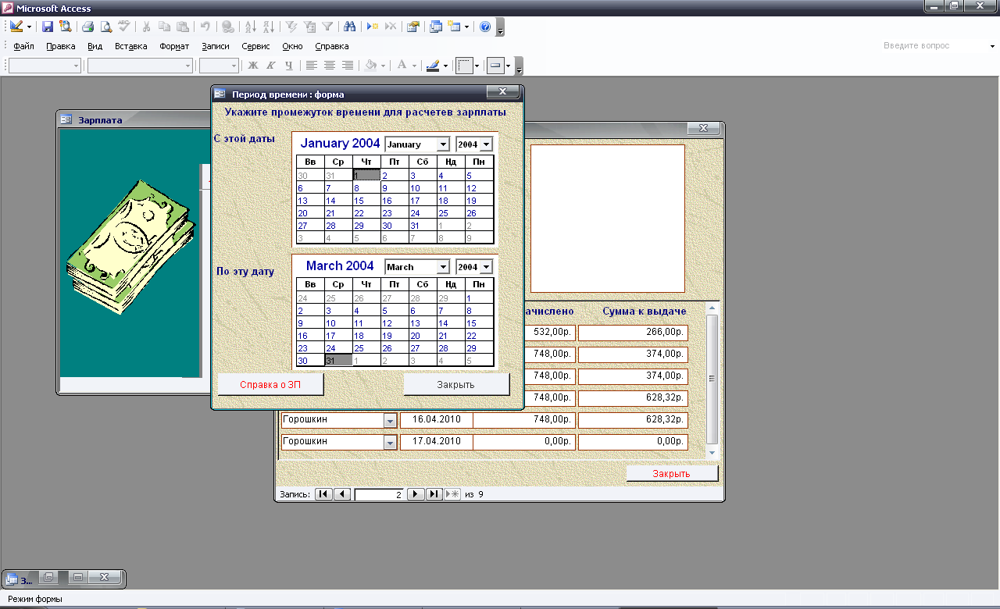 Microsoft Access
Файл Правка Вид Вставка Формат Записи Сервис Окно Справка
Введите вопрос
Ж К Ч
Период времени : форма
Укажите промежуток времени для расчетев зарплаты
Зарплата
С этой даты
January 2004 January 2004
Вв Ср Чт Пт Сб Нд Пн
30 31 1 2 3 4 5
6 7 8 9 10 11 12
13 14 15 16 17 18 19
20 21 22 23 24 25 26
27 28 29 30 31 1 2
3 4 5 6 7 8 9
По эту дату
March 2004 March 2004
Вв Ср Чт Пт Сб Нд Пн
24 25 26 27 28 29 1
2 3 4 5 6 7 8
9 10 11 12 13 14 15
16 17 18 19 20 21 22
23 24 25 26 27 28 29
30 31 1 2 3 4 5
Справка о ЗП Закрыть
ачислено Сумма к выдаче
532,00р. 266,00р.
748,00р. 374,00р.
748,00р. 374,00р.
748,00р. 628,32р.
Горошкин 16.04.2010 748,00р. 628,32р.
Горошкин 17.04.2010 0,00р. 0,00р.
Закрыть
Запись: 2 из 9
З...
Режим формы